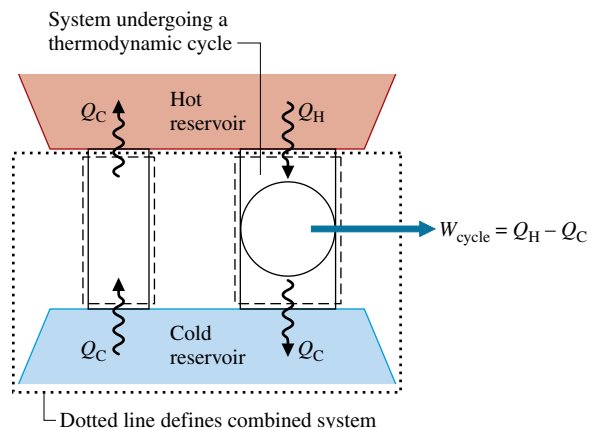 System undergoing a
thermodynamic cycle
Q_C
Hot
reservoir
Q_H
W_cycle = Q_H – Q_C
Q_C
Cold
reservoir
Q_C
Dotted line defines combined system